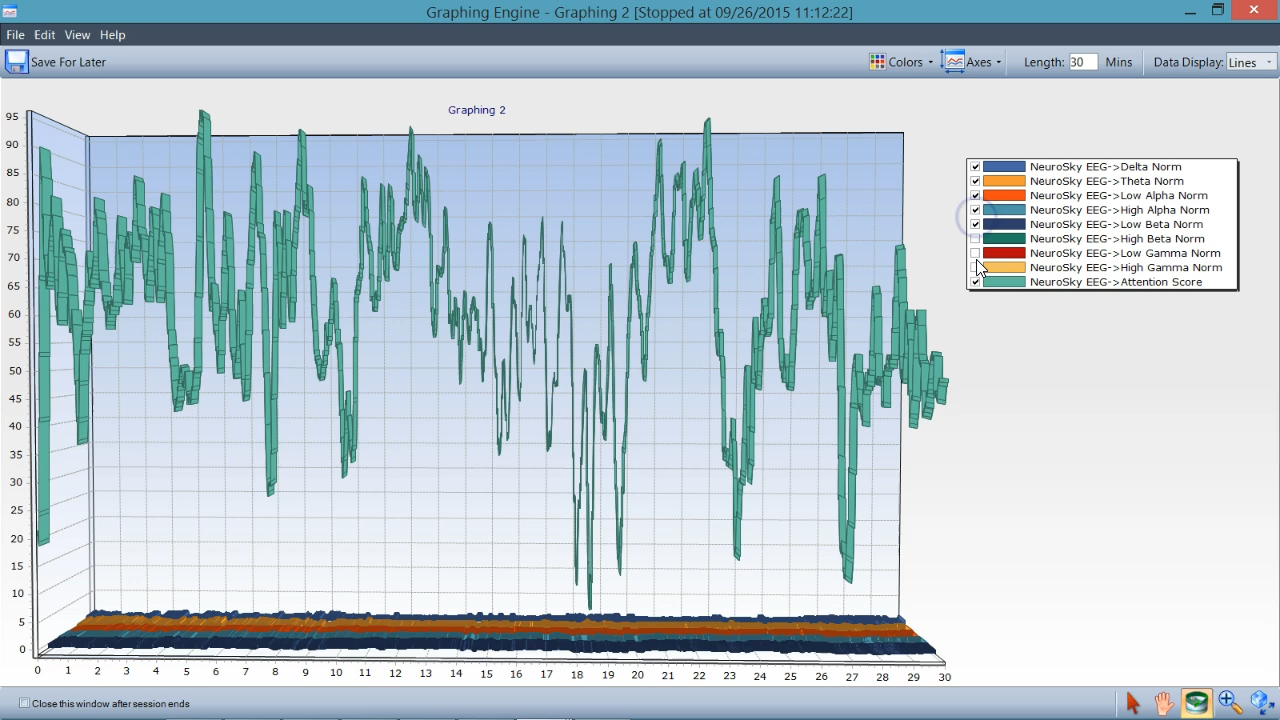 Graphing Engine - Graphing 2 [Stopped at 09/26/2015 11:12:22]
File Edit View Help
Save For Later Colors Axes Length: 30 Mins Data Display: Lines
Graphing 2
95
90
85
80
75
70
65
60
55
50
45
40
35
30
25
20
15
10
5
0
NeuroSky EEG->Delta Norm
NeuroSky EEG->Theta Norm
NeuroSky EEG->Low Alpha Norm
NeuroSky EEG->High Alpha Norm
NeuroSky EEG->Low Beta Norm
NeuroSky EEG->High Beta Norm
NeuroSky EEG->Low Gamma Norm
NeuroSky EEG->High Gamma Norm
NeuroSky EEG->Attention Score
0 1 2 3 4 5 6 7 8 9 10 11 12 13 14 15 16 17 18 19 20 21 22 23 24 25 26 27 28 29 30
Close this window after session ends